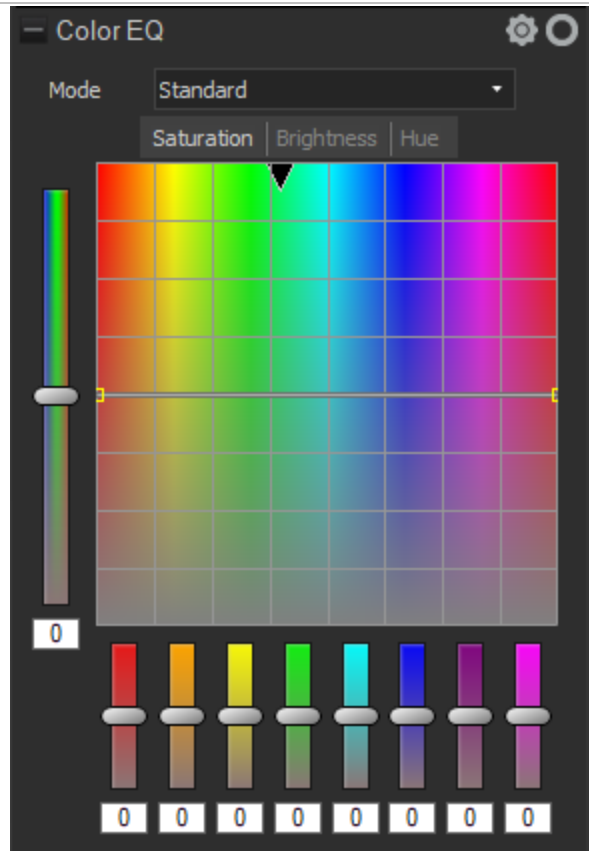 Color EQ
Mode Standard
Saturation Brightness Hue
0
0 0 0 0 0 0 0 0